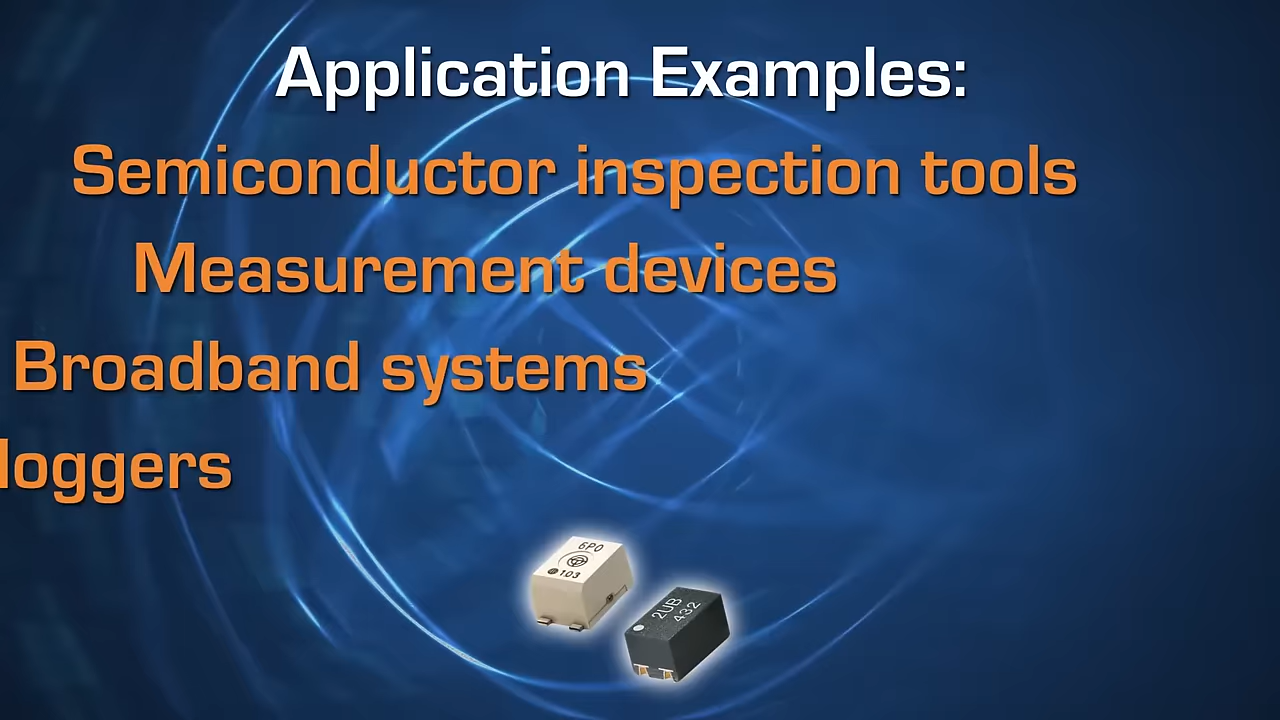 Application Examples:
Semiconductor inspection tools
Measurement devices
Broadband systems
loggers
6P0
103
2UB
432